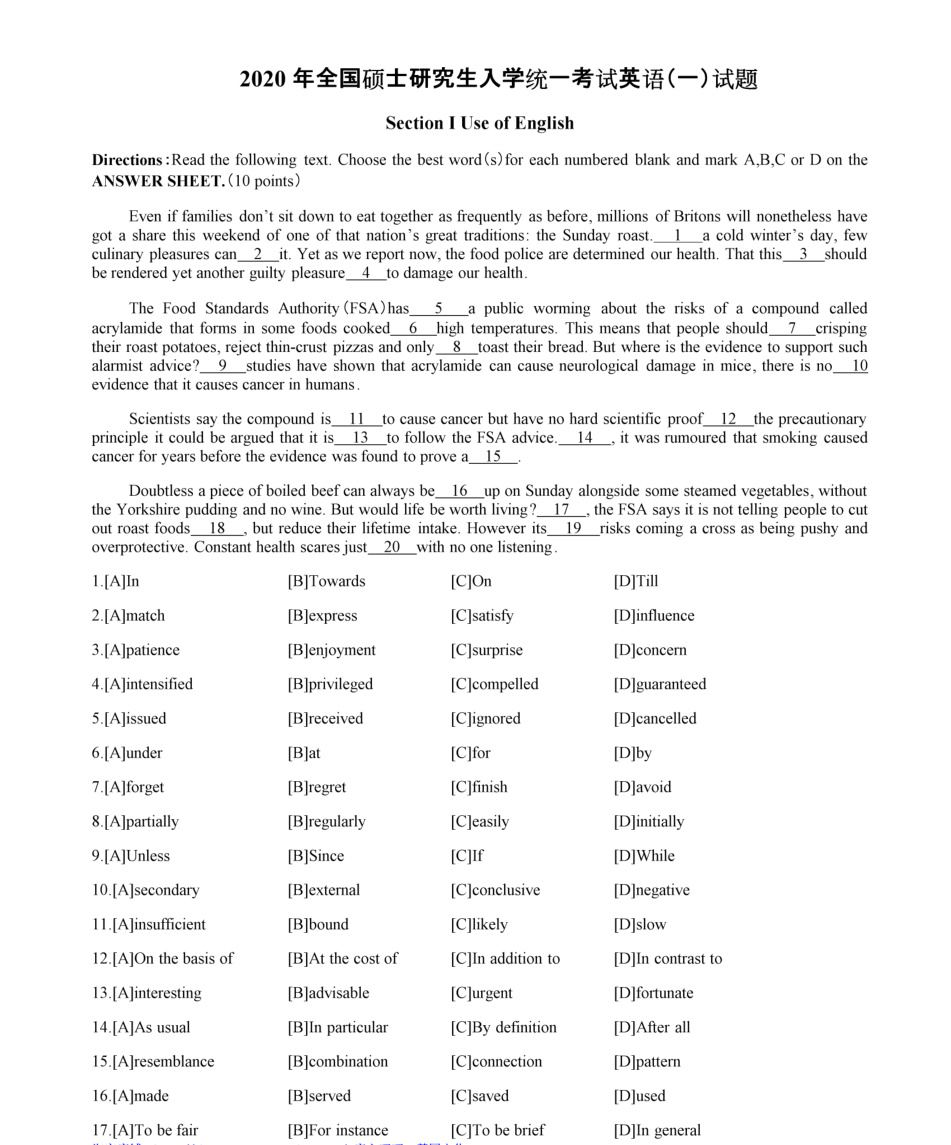 2020 年全国硕士研究生入学统一考试英语(一)试题
Section I Use of English
Directions:Read the following text. Choose the best word(s)for each numbered blank and mark A,B,C or D on the
ANSWER SHEET.(10 points)
Even if families don't sit down to eat together as frequently as before, millions of Britons will nonetheless have
got a share this weekend of one of that nation's great traditions: the Sunday roast. 1 a cold winter's day, few
culinary pleasures can 2 it. Yet as we report now, the food police are determined our health. That this 3 should
be rendered yet another guilty pleasure 4 to damage our health.
The Food Standards Authority(FSA)has 5 a public worming about the risks of a compound called
acrylamide that forms in some foods cooked 6 high temperatures. This means that people should 7 crisping
their roast potatoes, reject thin-crust pizzas and only 8 toast their bread. But where is the evidence to support such
alarmist advice? 9 studies have shown that acrylamide can cause neurological damage in mice, there is no 10
evidence that it causes cancer in humans.
Scientists say the compound is 11 to cause cancer but have no hard scientific proof 12 the precautionary
principle it could be argued that it is 13 to follow the FSA advice. 14 , it was rumoured that smoking caused
cancer for years before the evidence was found to prove a 15 .
Doubtless a piece of boiled beef can always be 16 up on Sunday alongside some steamed vegetables, without
the Yorkshire pudding and no wine. But would life be worth living? 17 , the FSA says it is not telling people to cut
out roast foods 18 , but reduce their lifetime intake. However its 19 risks coming a cross as being pushy and
overprotective. Constant health scares just 20 with no one listening.
1.[A]In [B]Towards [C]On [D]Till
2.[A]match [B]express [C]satisfy [D]influence
3.[A]patience [B]enjoyment [C]surprise [D]concern
4.[A]intensified [B]privileged [C]compelled [D]guaranteed
5.[A]issued [B]received [C]ignored [D]cancelled
6.[A]under [B]at [C]for [D]by
7.[A]forget [B]regret [C]finish [D]avoid
8.[A]partially [B]regularly [C]easily [D]initially
9.[A]Unless [B]Since [C]If [D]While
10.[A]secondary [B]external [C]conclusive [D]negative
11.[A]insufficient [B]bound [C]likely [D]slow
12.[A]On the basis of [B]At the cost of [C]In addition to [D]In contrast to
13.[A]interesting [B]advisable [C]urgent [D]fortunate
14.[A]As usual [B]In particular [C]By definition [D]After all
15.[A]resemblance [B]combination [C]connection [D]pattern
16.[A]made [B]served [C]saved [D]used
17.[A]To be fair [B]For instance [C]To be brief [D]In general